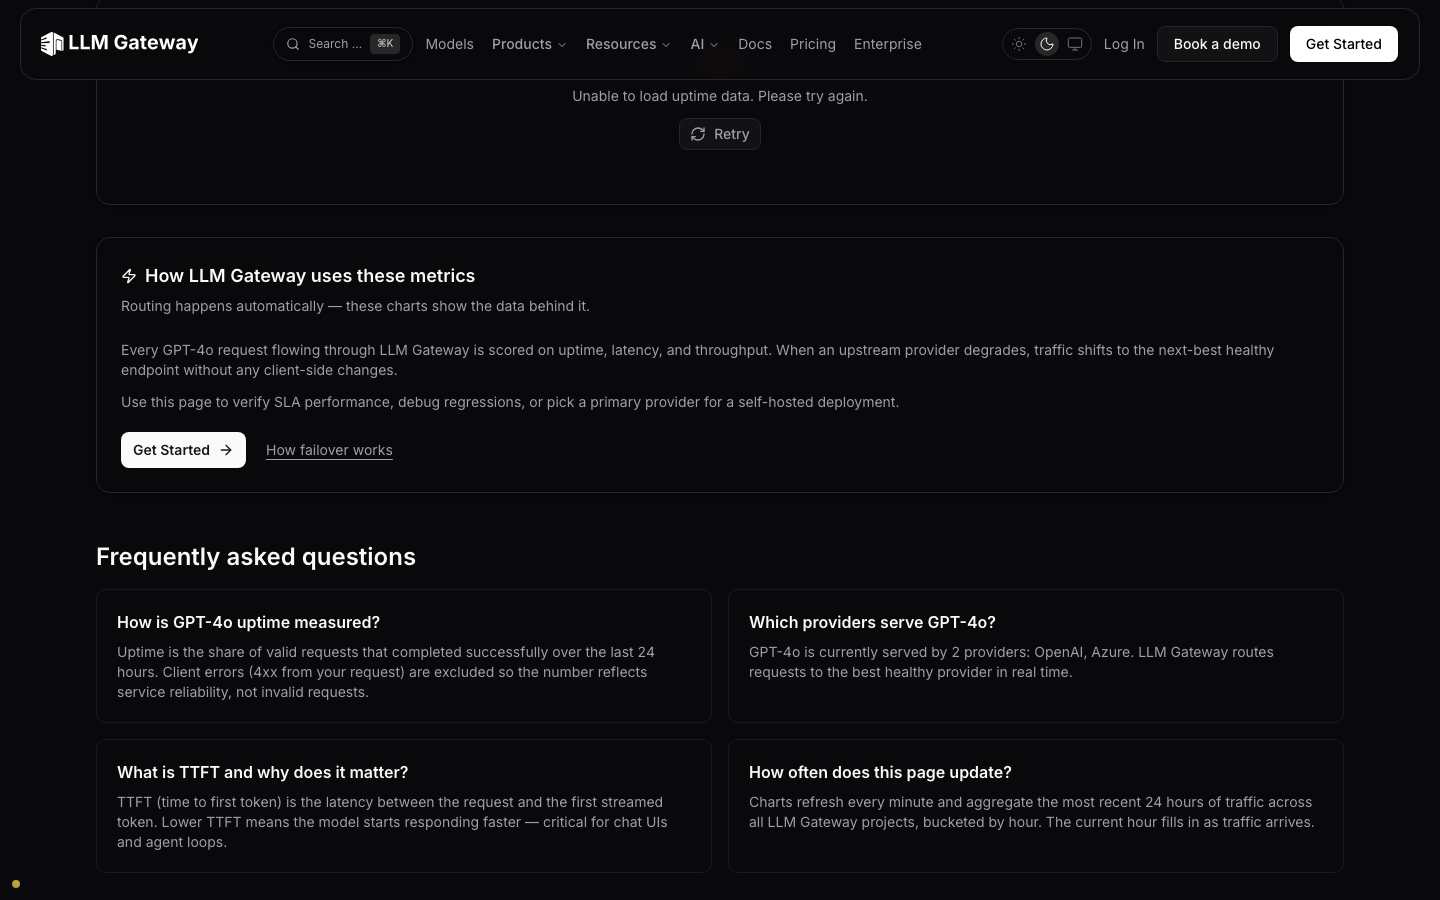 LLM Gateway
Search ... ⌘K
Models
Products
Resources
AI
Docs
Pricing
Enterprise
Log In
Book a demo
Get Started
Unable to load uptime data. Please try again.
Retry
How LLM Gateway uses these metrics
Routing happens automatically — these charts show the data behind it.
Every GPT-4o request flowing through LLM Gateway is scored on uptime, latency, and throughput. When an upstream provider degrades, traffic shifts to the next-best healthy
endpoint without any client-side changes.
Use this page to verify SLA performance, debug regressions, or pick a primary provider for a self-hosted deployment.
Get Started
How failover works
Frequently asked questions
How is GPT-4o uptime measured?
Uptime is the share of valid requests that completed successfully over the last 24
hours. Client errors (4xx from your request) are excluded so the number reflects
service reliability, not invalid requests.
Which providers serve GPT-4o?
GPT-4o is currently served by 2 providers: OpenAI, Azure. LLM Gateway routes
requests to the best healthy provider in real time.
What is TTFT and why does it matter?
TTFT (time to first token) is the latency between the request and the first streamed
token. Lower TTFT means the model starts responding faster — critical for chat UIs
and agent loops.
How often does this page update?
Charts refresh every minute and aggregate the most recent 24 hours of traffic across
all LLM Gateway projects, bucketed by hour. The current hour fills in as traffic arrives.